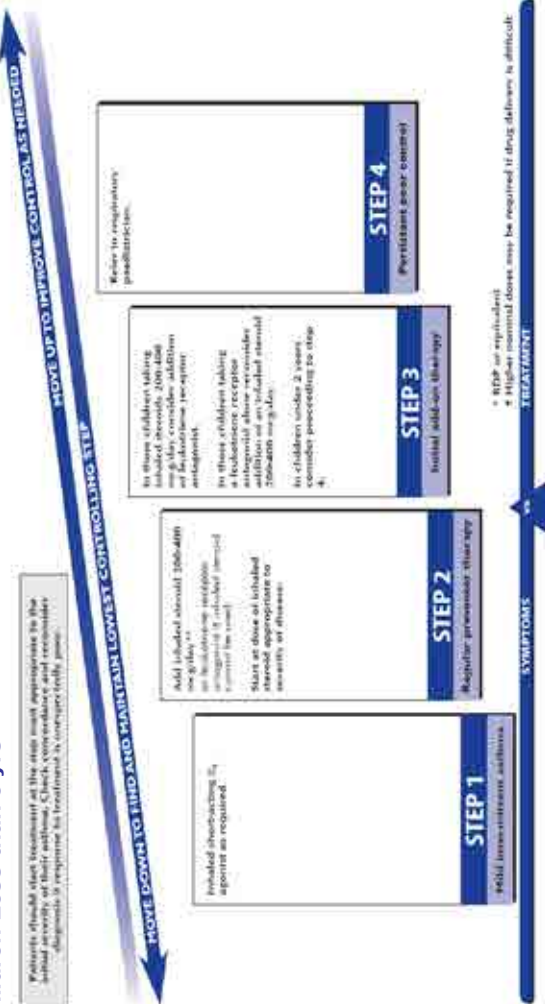 Patients should start treatment at the step most appropriate to the
initial severity of their asthma. Check concordance and reconsider
diagnosis if response to treatment is unexpectedly poor.
MOVE UP TO IMPROVE CONTROL AS NEEDED
MOVE DOWN TO FIND AND MAINTAIN LOWEST CONTROLLING STEP
Inhaled short-acting β₂
agonist as required
STEP 1
Mild intermittent asthma
Add inhaled steroid 200-400
mcg/day*†
or leukotriene receptor
antagonist if inhaled steroid
cannot be used.
Start at dose of inhaled
steroid appropriate to
severity of disease.
STEP 2
Regular preventer therapy
In those children taking
inhaled steroids 200-400
mcg/day consider addition
of leukotriene receptor
antagonist.
In those children taking
a leukotriene receptor
antagonist alone reconsider
addition of an inhaled steroid
200-400 mcg/day.
In children under 2 years
consider proceeding to step
4.
STEP 3
Initial add-on therapy
Refer to respiratory
paediatrician.
STEP 4
Persistent poor control
* BDP or equivalent
† Higher nominal doses may be required if drug delivery is difficult
SYMPTOMS
vs
TREATMENT